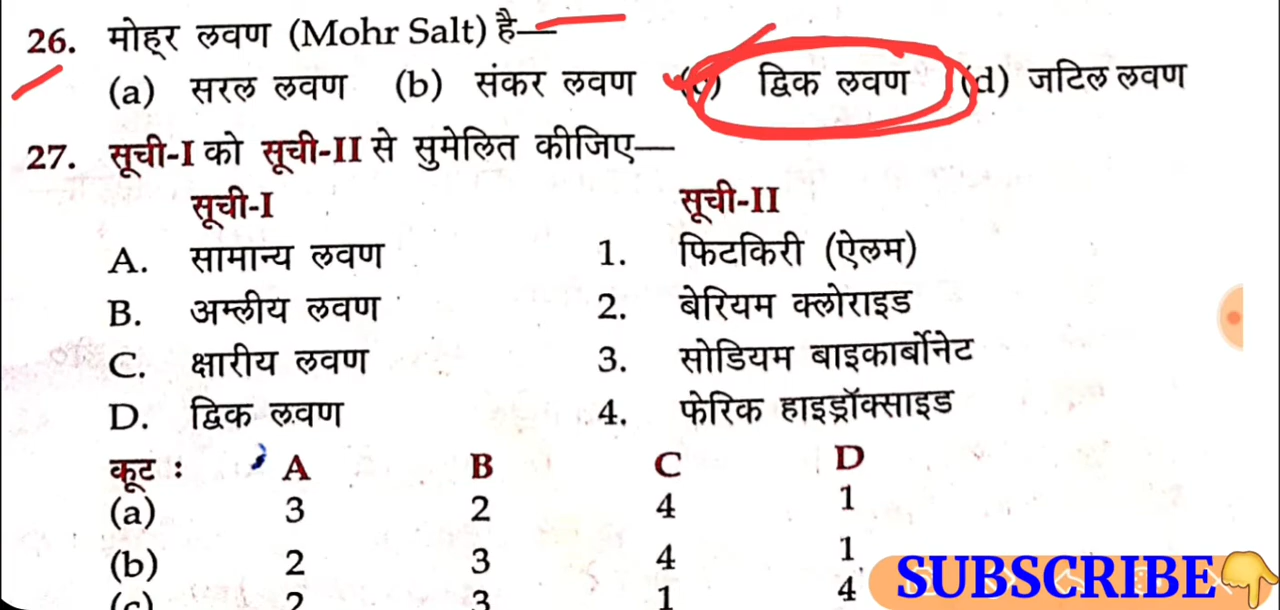 26. मोह्र लवण (Mohr Salt) है—
(a) सरल लवण (b) संकर लवण (c) द्विक लवण (d) जटिल लवण
27. सूची-I को सूची-II से सुमेलित कीजिए—
सूची-I सूची-II
A. सामान्य लवण 1. फिटकिरी (ऐलम)
B. अम्लीय लवण 2. बेरियम क्लोराइड
C. क्षारीय लवण 3. सोडियम बाइकार्बोनेट
D. द्विक लवण 4. फेरिक हाइड्रॉक्साइड
कूट : A B C D
(a) 3 2 4 1
(b) 2 3 4 1
(c) 2 3 1 4
SUBSCRIBE